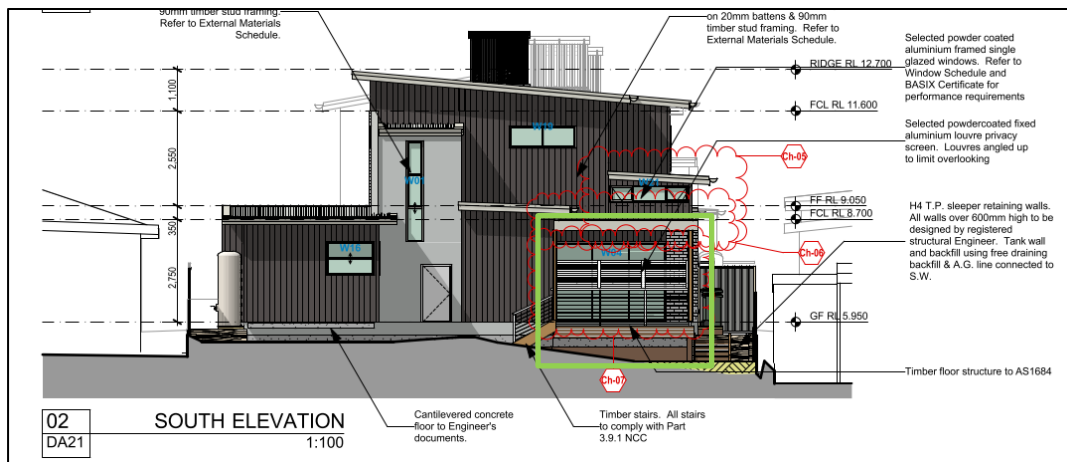 90mm timber stud framing.
Refer to External Materials
Schedule.
on 20mm battens & 90mm
timber stud framing. Refer to
External Materials Schedule.
Selected powder coated
aluminium framed single
glazed windows. Refer to
Window Schedule and
BASIX Certificate for
performance requirements
RIDGE RL 12.700
FCL RL 11.600
Selected powdercoated fixed
aluminium louvre privacy
screen. Louvres angled up
to limit overlooking
1,100
2,550
350
2,750
W19
Ch-05
FF RL 9.050
FCL RL 8.700
H4 T.P. sleeper retaining walls.
All walls over 600mm high to be
designed by registered
structural Engineer. Tank wall
and backfill using free draining
backfill & A.G. line connected to
S.W.
W16
W04
Ch-06
GF RL 5.950
Ch-07
Timber floor structure to AS1684
02
DA21
SOUTH ELEVATION
1:100
Cantilevered concrete
floor to Engineer's
documents.
Timber stairs. All stairs
to comply with Part
3.9.1 NCC